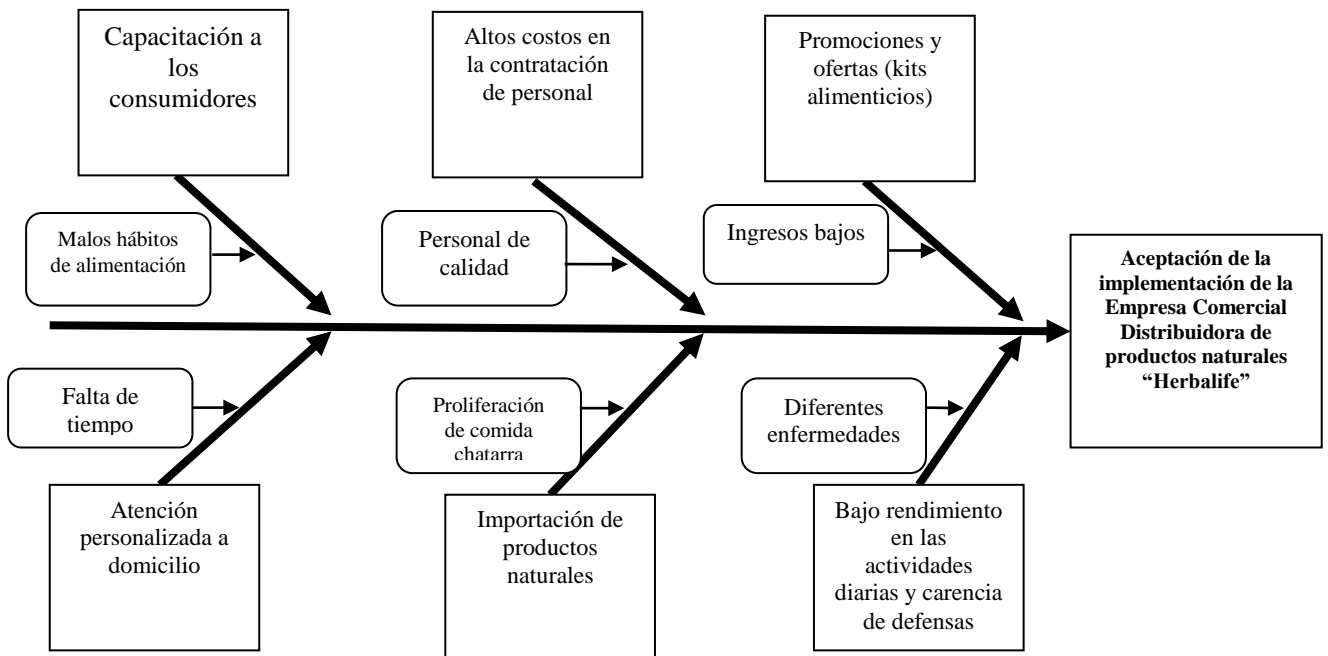 Capacitación a
los
consumidores
Altos costos en
la contratación
de personal
Promociones y
ofertas (kits
alimenticios)
Malos hábitos
de alimentación
Personal de
calidad
Ingresos bajos
Aceptación de la
implementación de la
Empresa Comercial
Distribuidora de
productos naturales
“Herbalife”
Falta de
tiempo
Proliferación
de comida
chatarra
Diferentes
enfermedades
Atención
personalizada a
domicilio
Importación de
productos
naturales
Bajo rendimiento
en las
actividades
diarias y carencia
de defensas